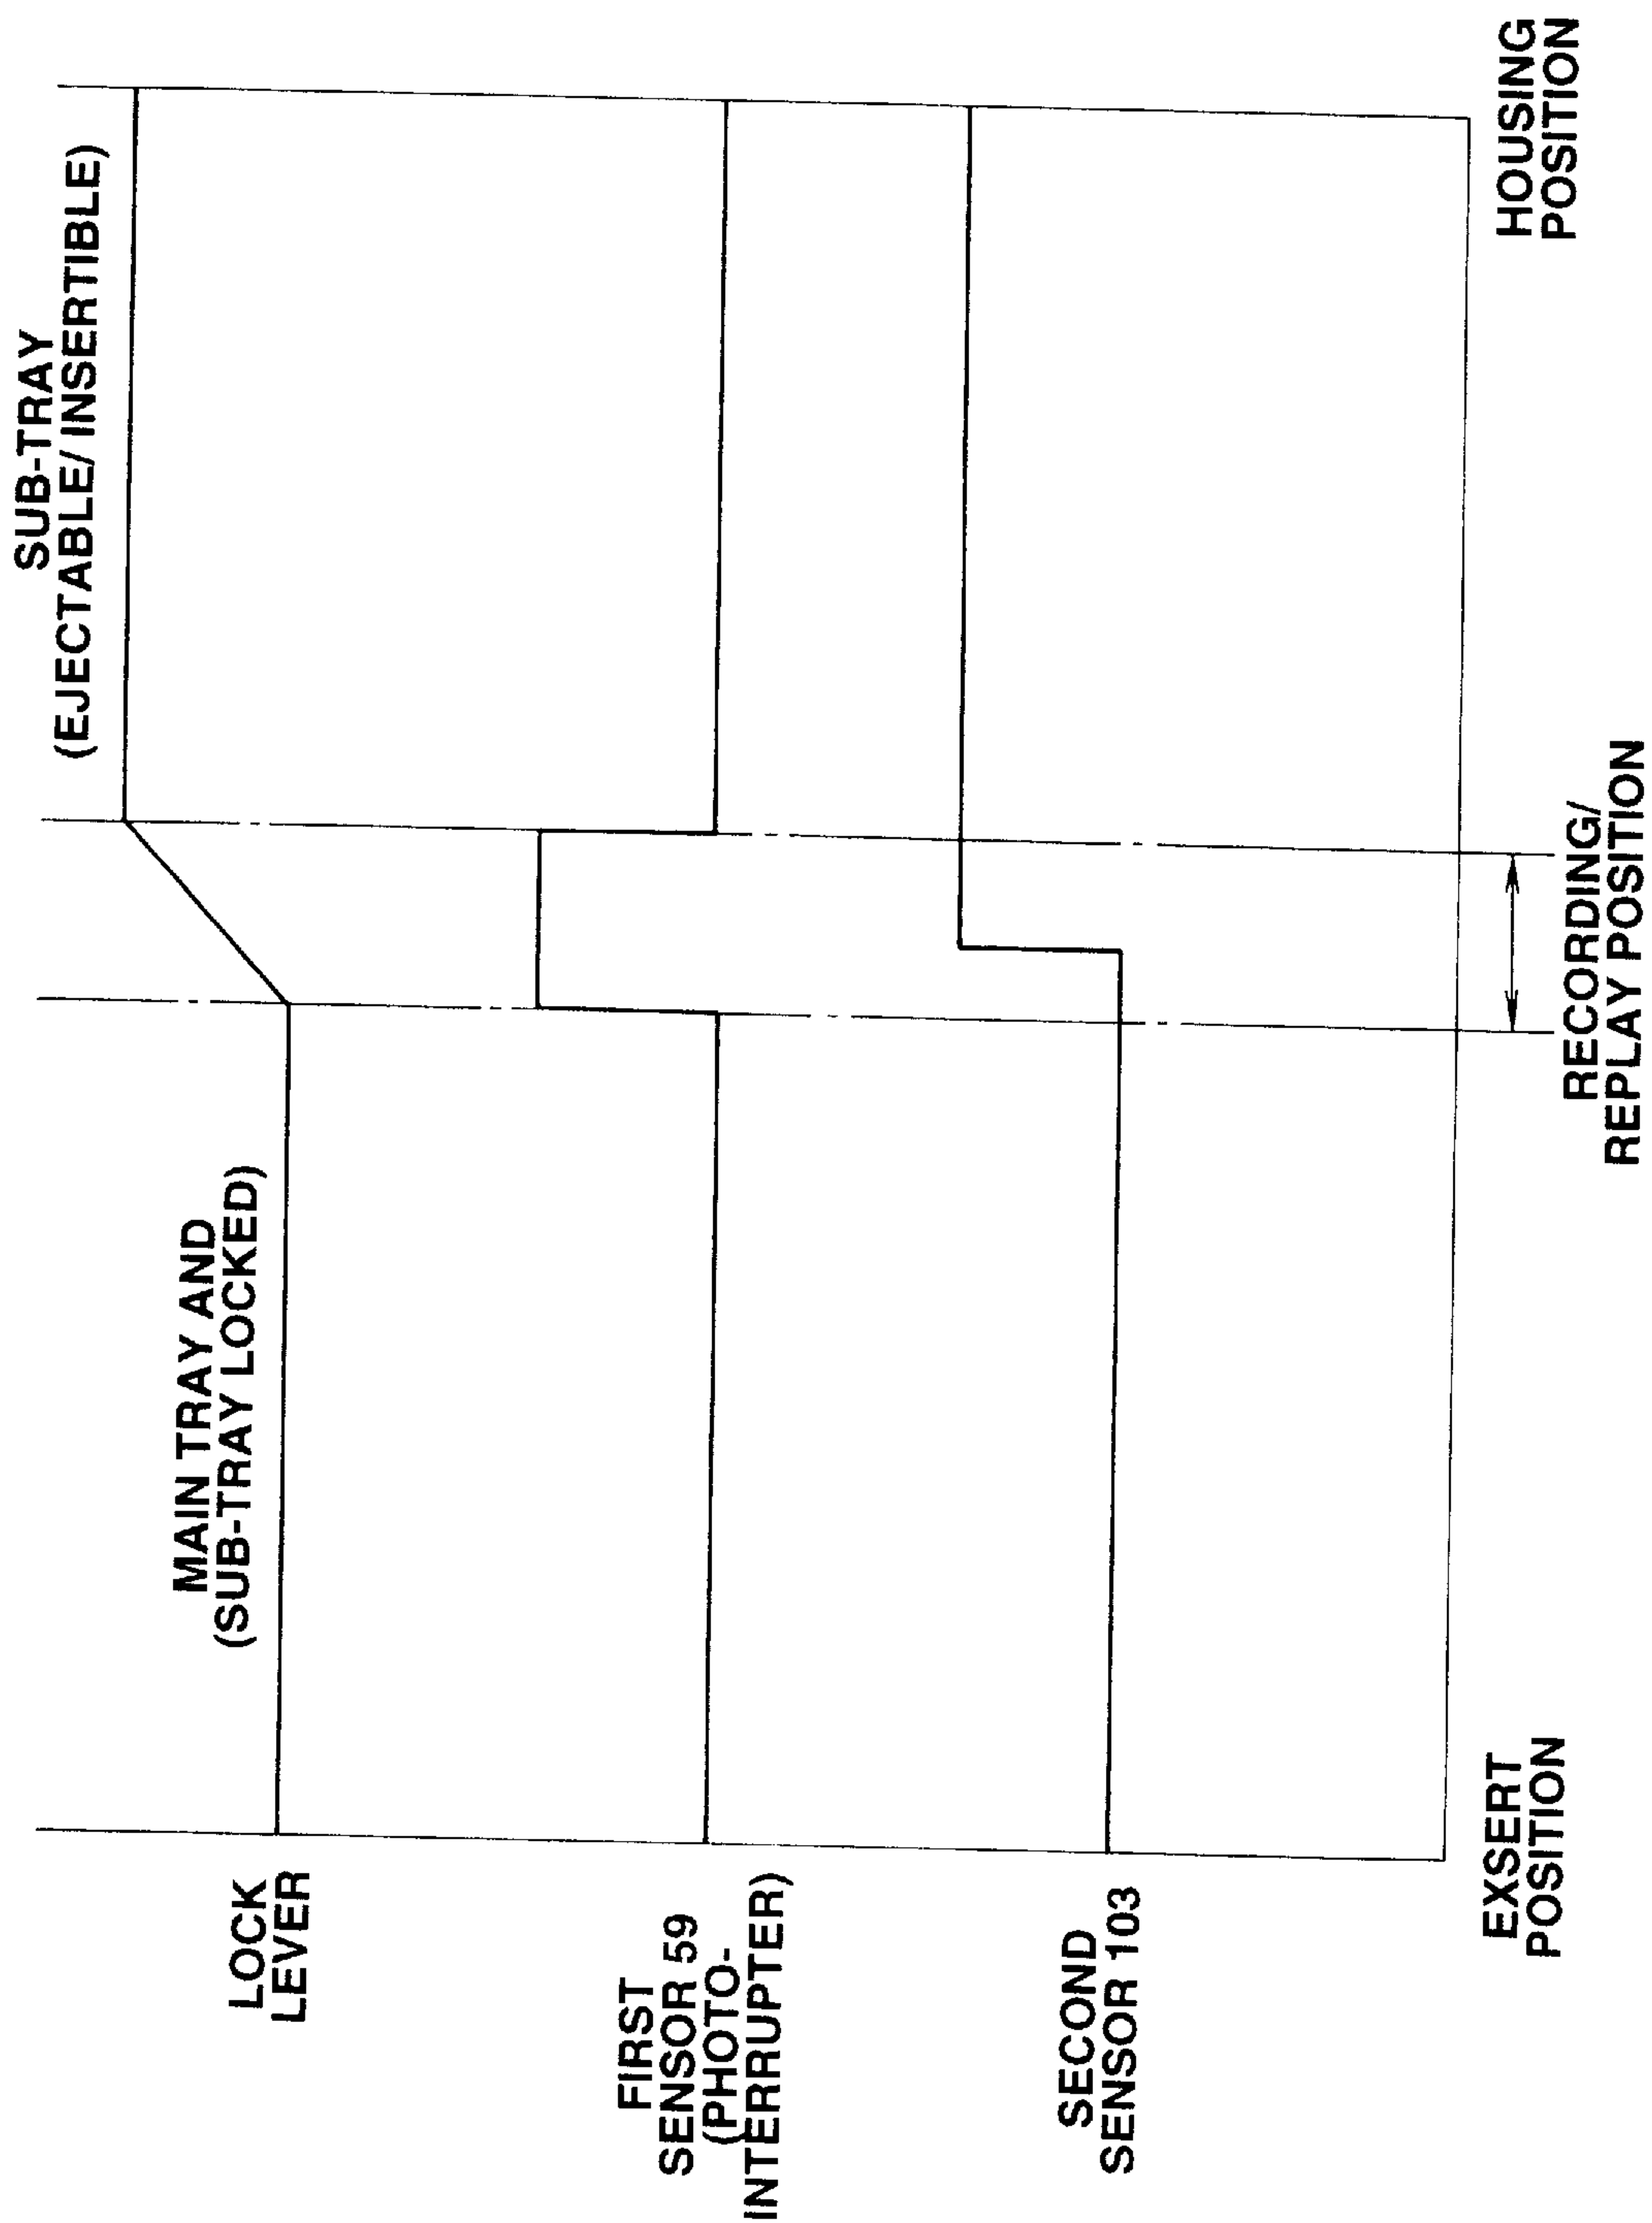 SUB-TRAY
(EJECTABLE/INSERTIBLE)
MAIN TRAY AND
(SUB-TRAY LOCKED)
LOCK
LEVER
FIRST
SENSOR 59
(PHOTO-
INTERRUPTER)
SECOND
SENSOR 103
EXSERT
POSITION
RECORDING/
REPLAY POSITION
HOUSING
POSITION